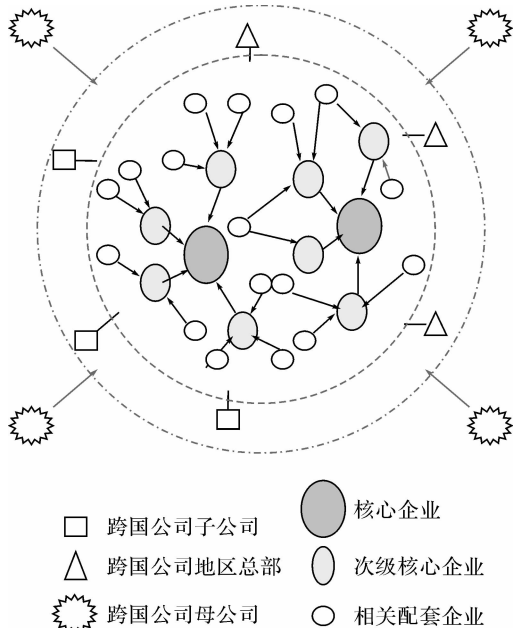 跨国公司子公司
跨国公司地区总部
跨国公司母公司
核心企业
次级核心企业
相关配套企业